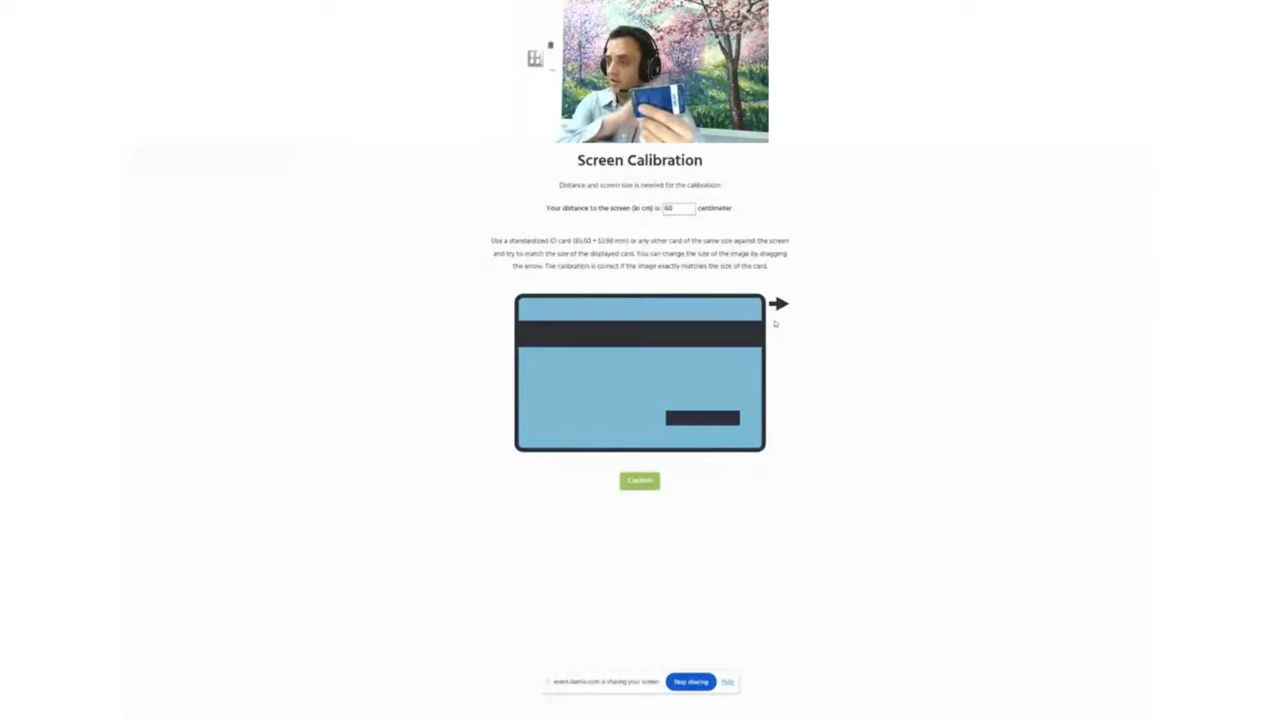 Screen Calibration
Distance and screen size is needed for the calibration:
Your distance to the screen (in cm) is: 60 centimeter
Use a standardized ID card (85.60 × 53.98 mm) or any other card of the same size against the screen
and try to match the size of the displayed card. You can change the size of the image by dragging
the arrow. The calibration is correct if the image exactly matches the size of the card.
Confirm
event.demio.com is sharing your screen
Stop sharing
Hide